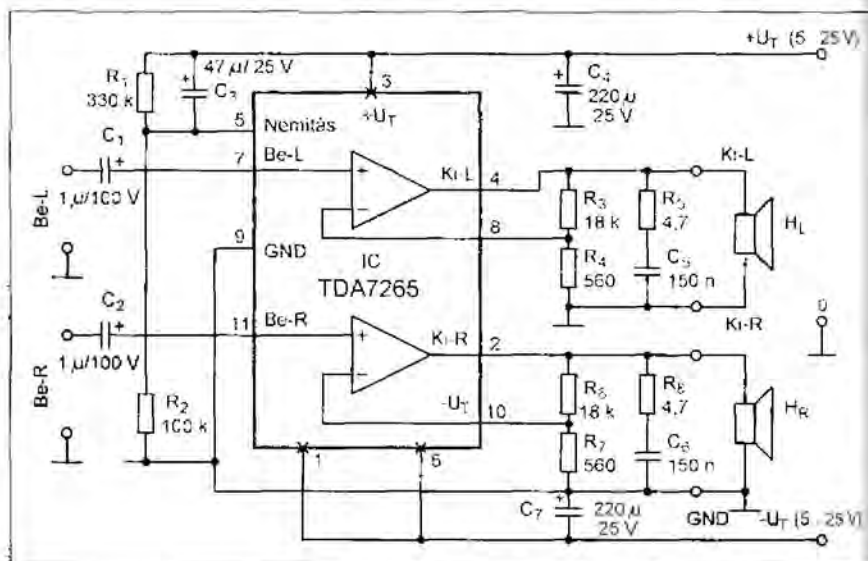 +U_T (5...25 V)
47 µ/25 V
R1
330 k
C3
3
+U_T
C4
220 µ
25 V
C1
5
Némítás
7
Be-L
Ki-L
4
Ki-L
1 µ/100 V
R3
18 k
R5
4,7
8
H_L
Be-L
9
GND
R4
560
C5
150 n
IC
TDA7265
C2
11
Be-R
Ki-R
2
Ki-R
0
1 µ/100 V
R6
18 k
R8
4,7
-U_T
10
H_R
Be-R
R2
100 k
R7
560
C6
150 n
1
6
C7
220 µ
25 V
GND
-U_T (5...25 V)